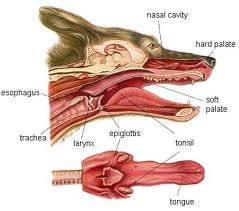 nasal cavity
hard palate
esophagus
soft
palate
trachea
larynx
epiglottis
tonsil
tongue